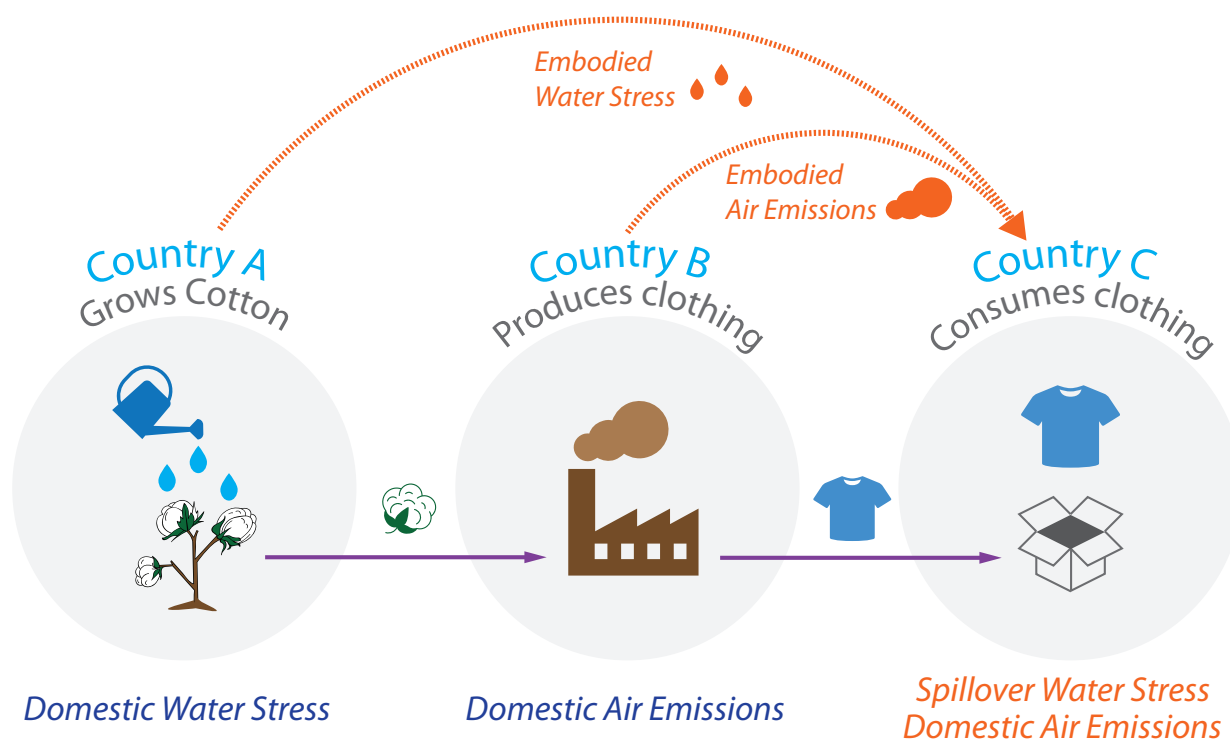 Embodied
Water Stress
Embodied
Air Emissions
Country A
Grows Cotton
Country B
Produces clothing
Country C
Consumes clothing
Domestic Water Stress
Domestic Air Emissions
Spillover Water Stress
Domestic Air Emissions